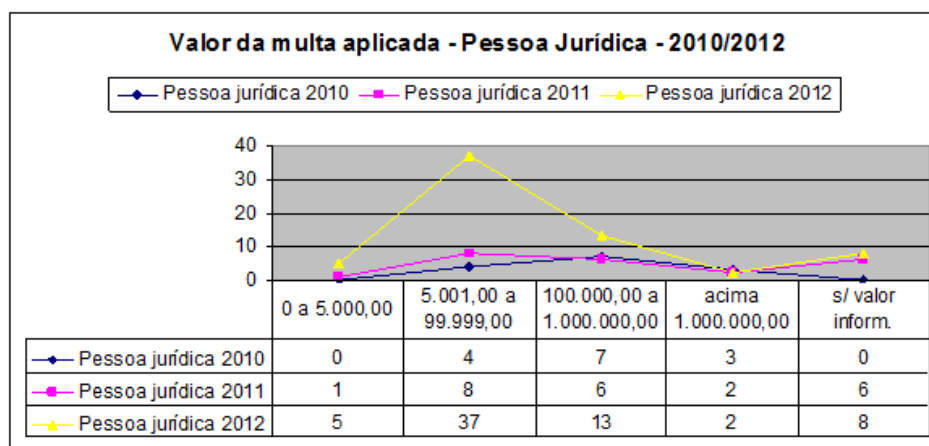 Valor da multa aplicada - Pessoa Jurídica - 2010/2012
Pessoa jurídica 2010 Pessoa jurídica 2011 Pessoa jurídica 2012
40
30
20
10
0
0 a 5.000,00 5.001,00 a 99.999,00 100.000,00 a 1.000.000,00 acima 1.000.000,00 s/ valor inform.
Pessoa jurídica 2010 0 4 7 3 0
Pessoa jurídica 2011 1 8 6 2 6
Pessoa jurídica 2012 5 37 13 2 8